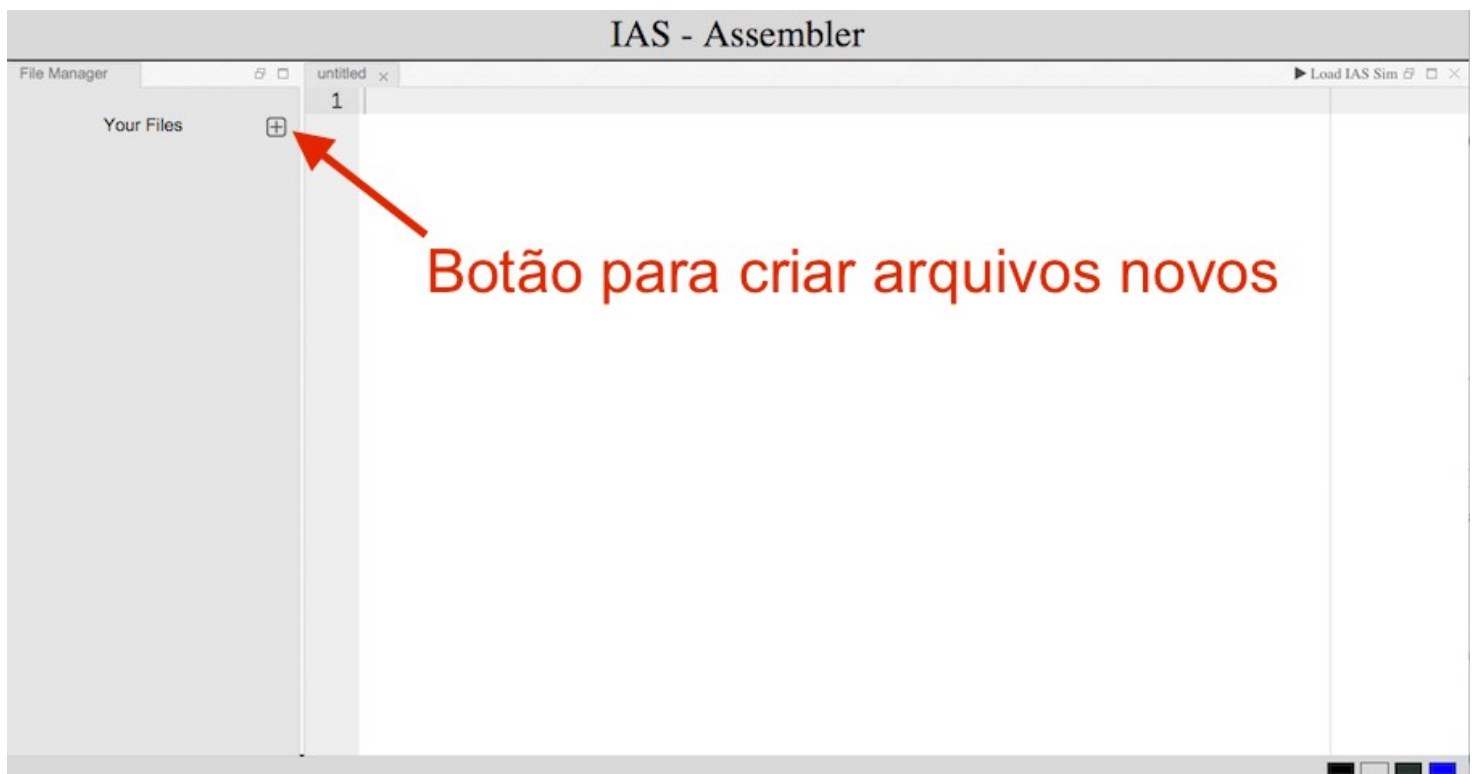 IAS - Assembler
File Manager
untitled
Load IAS Sim
1
Your Files
Botão para criar arquivos novos